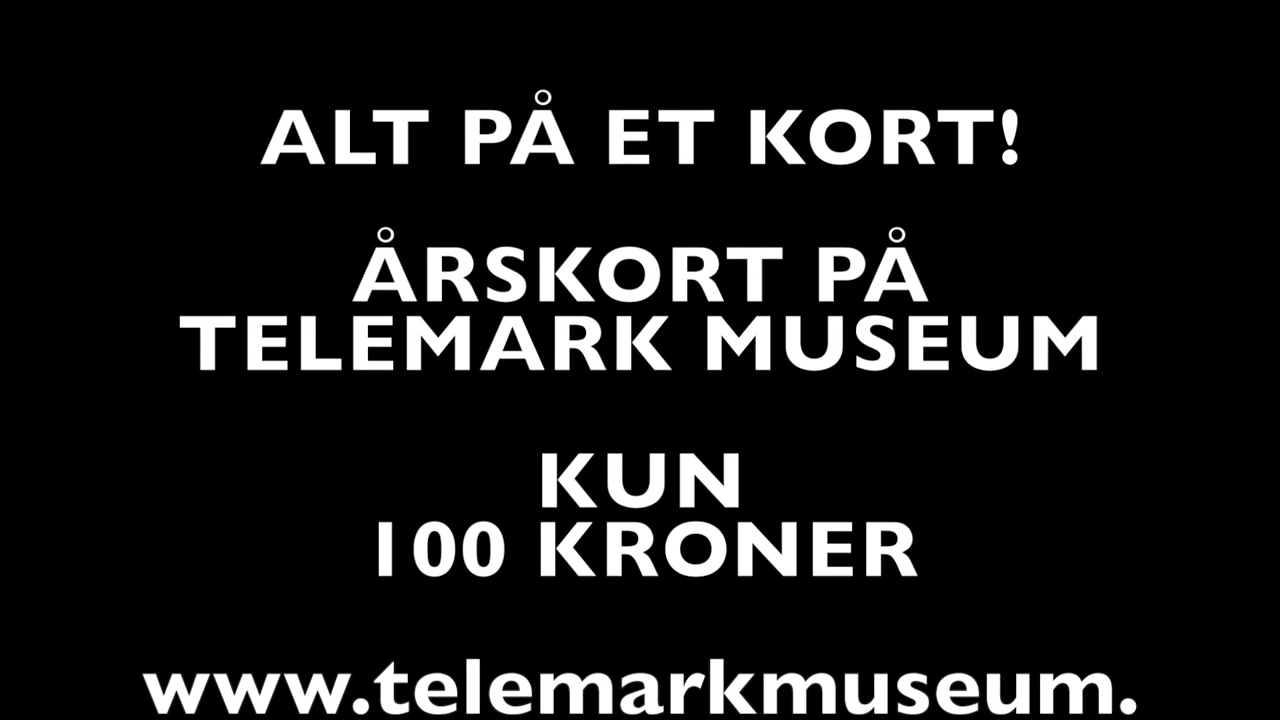 ALT PÅ ET KORT!
ÅRSKORT PÅ
TELEMARK MUSEUM
KUN
100 KRONER
www.telemarkmuseum.